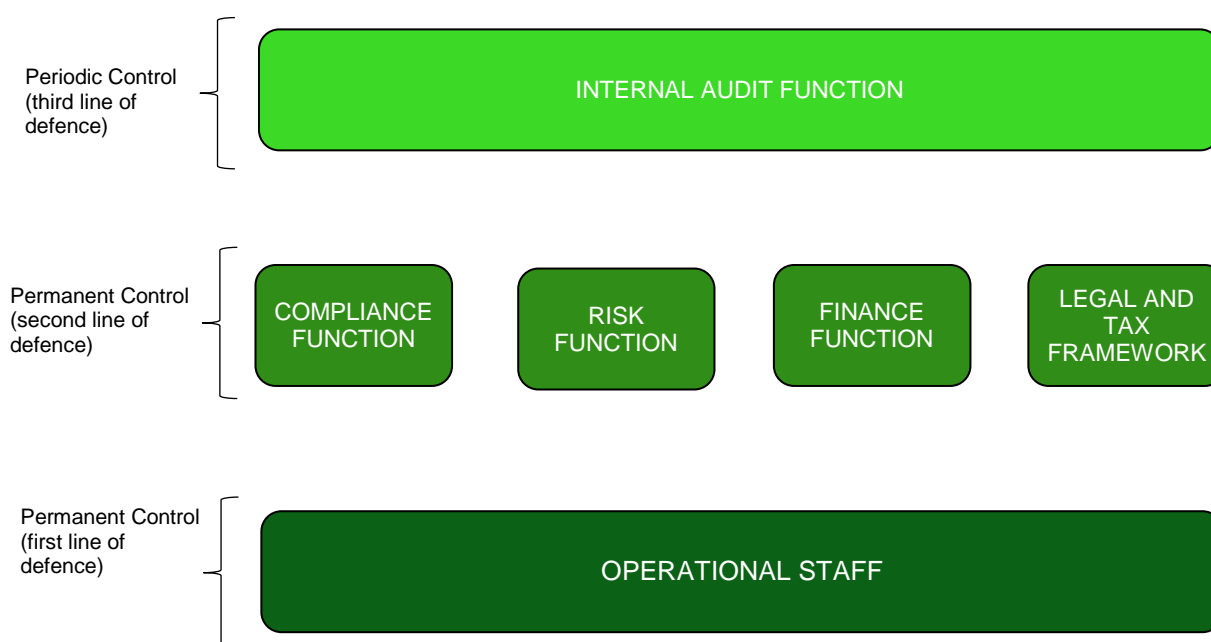 Periodic Control
(third line of
defence)
INTERNAL AUDIT FUNCTION
Permanent Control
(second line of
defence)
COMPLIANCE
FUNCTION
RISK
FUNCTION
FINANCE
FUNCTION
LEGAL AND
TAX
FRAMEWORK
Permanent Control
(first line of
defence)
OPERATIONAL STAFF